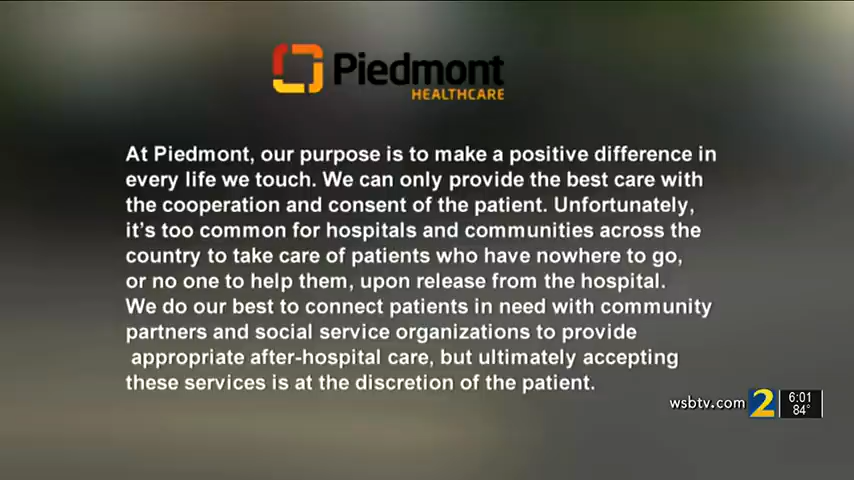 Piedmont
HEALTHCARE
At Piedmont, our purpose is to make a positive difference in
every life we touch. We can only provide the best care with
the cooperation and consent of the patient. Unfortunately,
it's too common for hospitals and communities across the
country to take care of patients who have nowhere to go,
or no one to help them, upon release from the hospital.
We do our best to connect patients in need with community
partners and social service organizations to provide
appropriate after-hospital care, but ultimately accepting
these services is at the discretion of the patient.
wsbtv.com 2 6:01
84°